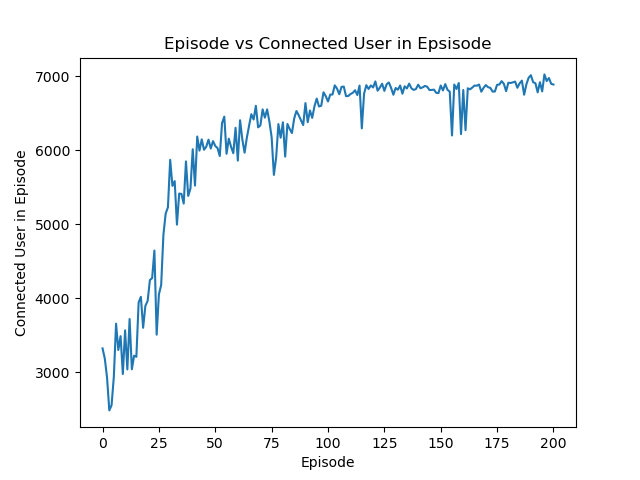 Episode vs Connected User in Epsisode
Connected User in Episode
7000
6000
5000
4000
3000
0 25 50 75 100 125 150 175 200
Episode